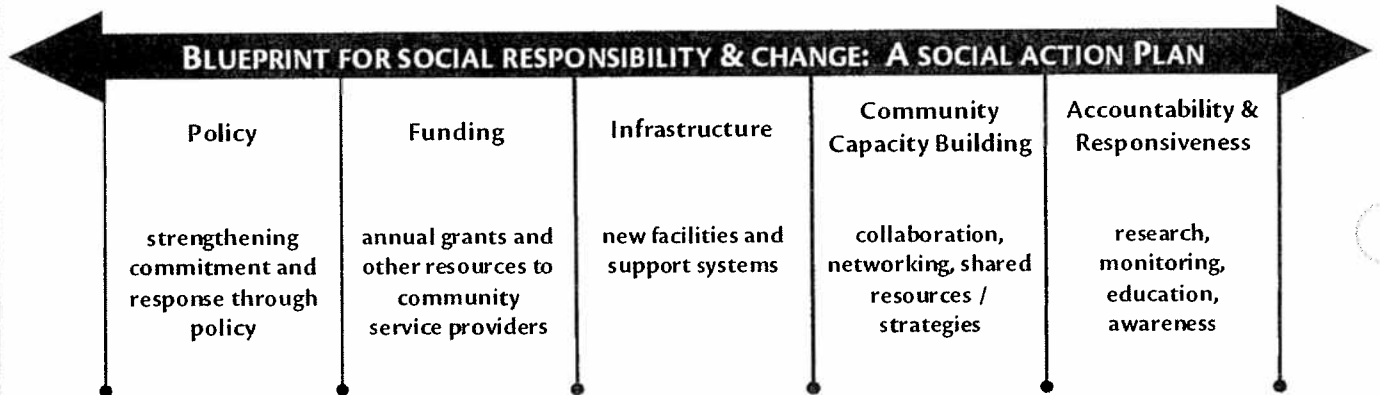 BLUEPRINT FOR SOCIAL RESPONSIBILITY & CHANGE: A SOCIAL ACTION PLAN
Policy
strengthening
commitment and
response through
policy
Funding
annual grants and
other resources to
community
service providers
Infrastructure
new facilities and
support systems
Community
Capacity Building
collaboration,
networking, shared
resources /
strategies
Accountability &
Responsiveness
research,
monitoring,
education,
awareness